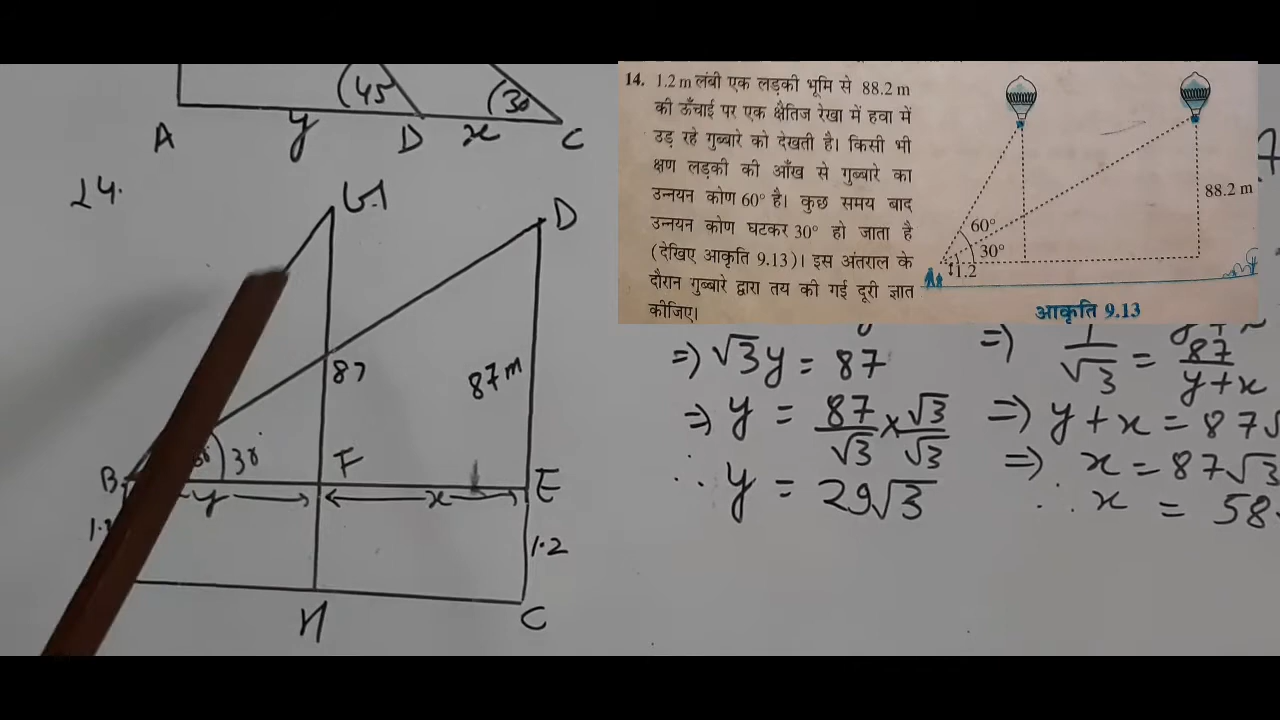 45
30
A
y
D
x
C
14. 1.2 m लंबी एक लड़की भूमि से 88.2 m
की ऊँचाई पर एक क्षैतिज रेखा में हवा में
उड़ रहे गुब्बारे को देखती है। किसी भी
क्षण लड़की की आँख से गुब्बारे का
उन्नयन कोण 60° है। कुछ समय बाद
उन्नयन कोण घटकर 30° हो जाता है
(देखिए आकृति 9.13)। इस अंतराल के
दौरान गुब्बारे द्वारा तय की गई दूरी ज्ञात
कीजिए।
88.2 m
60°
30°
1.2
आकृति 9.13
14.
G
D
87
87 m
B
30°
F
E
y
x
1.2
H
C
⇒ √3y = 87
⇒ y = 87/√3 × √3/√3
∴ y = 29√3
⇒ 1/√3 = 87/y+x
⇒ y + x = 87
⇒ x = 87√3
∴ x = 58